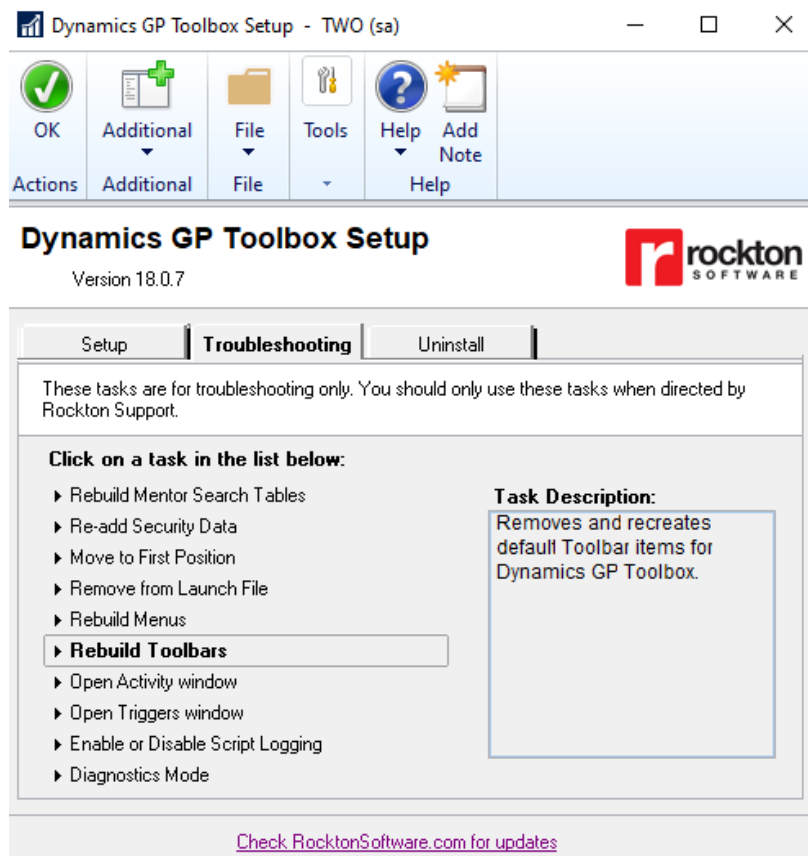 Dynamics GP Toolbox Setup - TWO (sa)
OK
Additional
File
Tools
Help
Add Note
Actions
Additional
File
Help
Dynamics GP Toolbox Setup
Version 18.0.7
rockton
SOFTWARE
Setup
Troubleshooting
Uninstall
These tasks are for troubleshooting only. You should only use these tasks when directed by
Rockton Support.
Click on a task in the list below:
Rebuild Mentor Search Tables
Re-add Security Data
Move to First Position
Remove from Launch File
Rebuild Menus
Rebuild Toolbars
Open Activity window
Open Triggers window
Enable or Disable Script Logging
Diagnostics Mode
Task Description:
Removes and recreates
default Toolbar items for
Dynamics GP Toolbox.
Check RocktonSoftware.com for updates